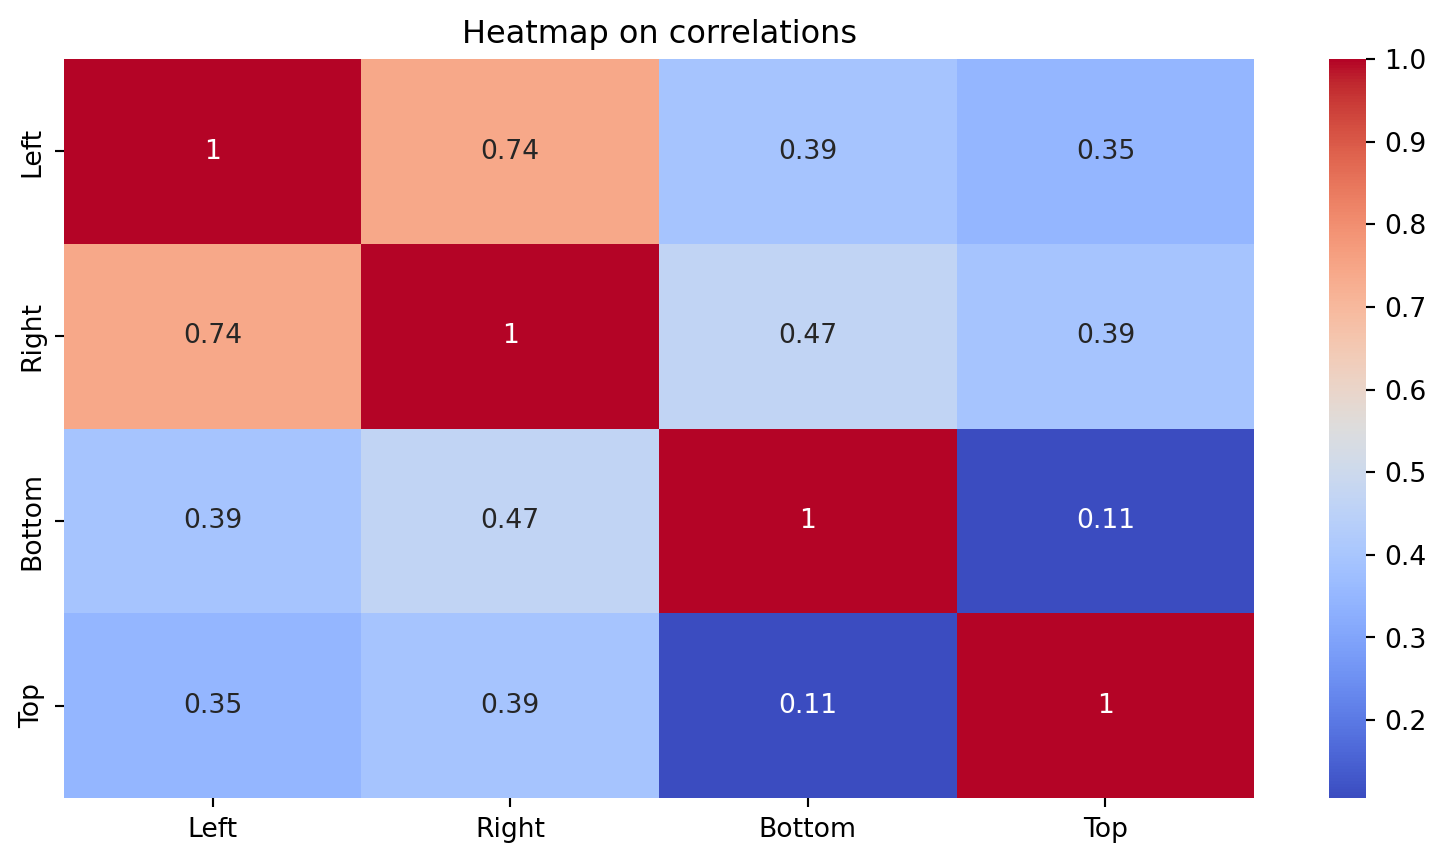 Heatmap on correlations
Left 1 0.74 0.39 0.35
Right 0.74 1 0.47 0.39
Bottom 0.39 0.47 1 0.11
Top 0.35 0.39 0.11 1
Left Right Bottom Top
1.0
0.9
0.8
0.7
0.6
0.5
0.4
0.3
0.2